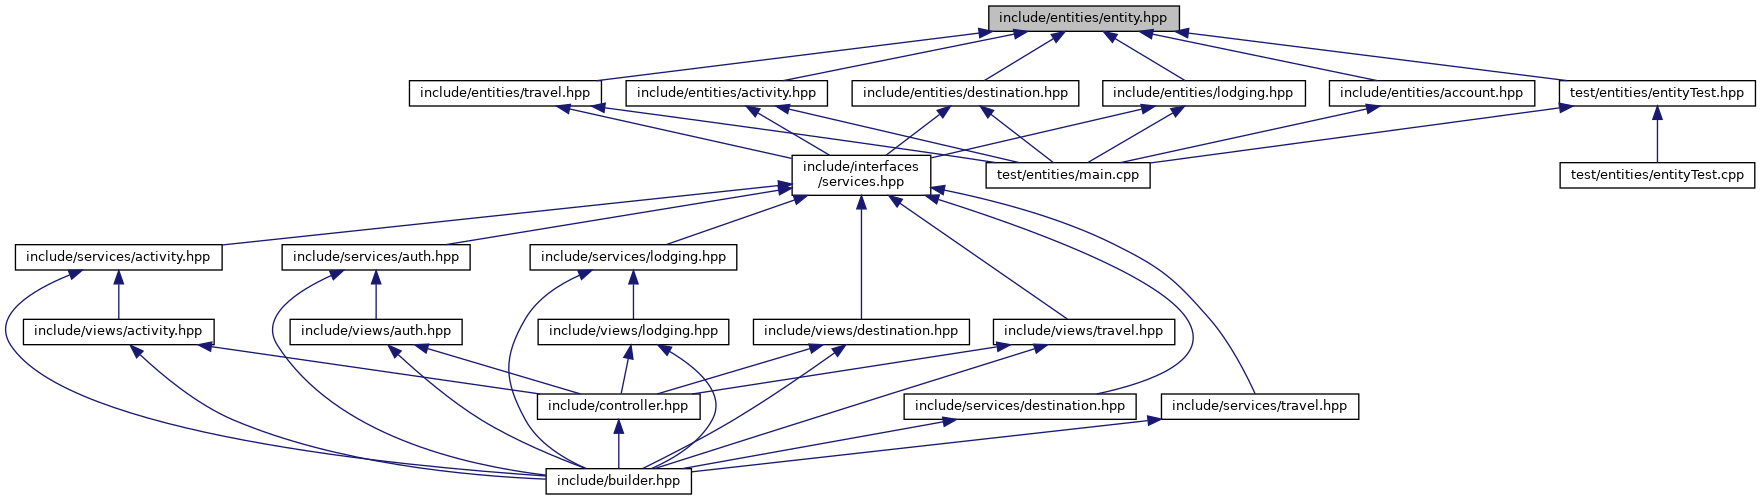 include/entities/entity.hpp
include/entities/travel.hpp
include/entities/activity.hpp
include/entities/destination.hpp
include/entities/lodging.hpp
include/entities/account.hpp
test/entities/entityTest.hpp
include/interfaces
/services.hpp
test/entities/main.cpp
test/entities/entityTest.cpp
include/services/activity.hpp
include/services/auth.hpp
include/services/lodging.hpp
include/views/activity.hpp
include/views/auth.hpp
include/views/lodging.hpp
include/views/destination.hpp
include/views/travel.hpp
include/controller.hpp
include/services/destination.hpp
include/services/travel.hpp
include/builder.hpp